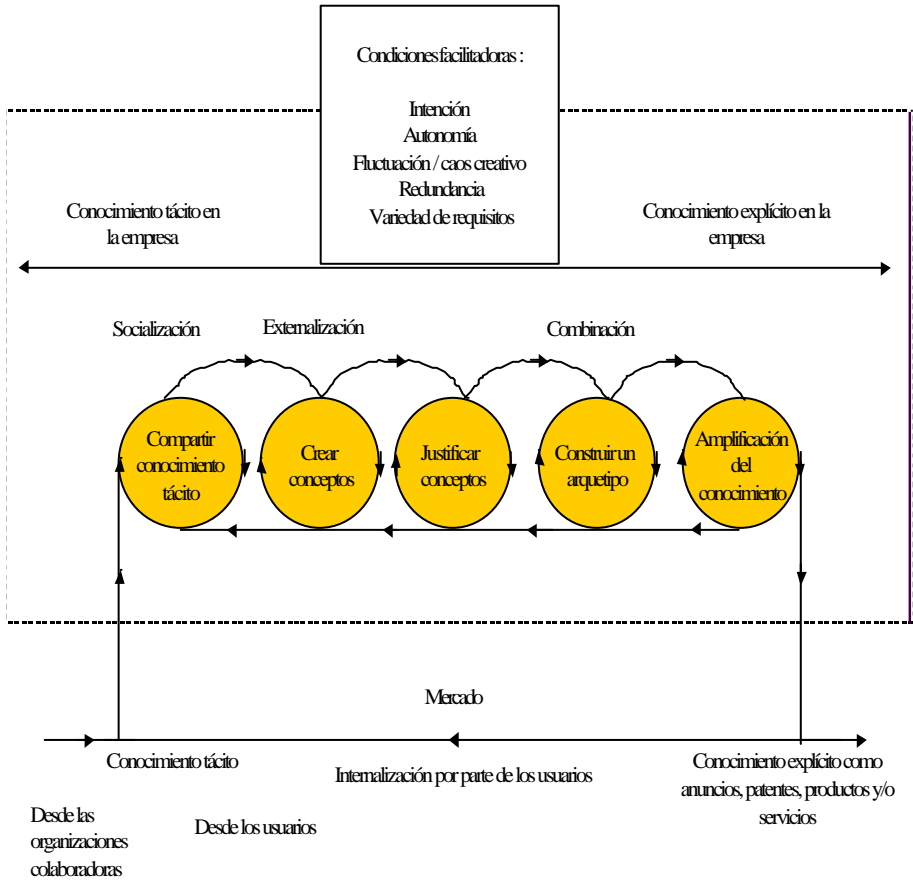 Condiciones facilitadoras :
Intención
Autonomía
Fluctuación / caos creativo
Redundancia
Variedad de requisitos
Conocimiento tácito en
la empresa
Conocimiento explícito en la
empresa
Socialización
Externalización
Combinación
Compartir
conocimiento
tácito
Crear
conceptos
Justificar
conceptos
Construir un
arquetipo
Amplificación
del
conocimiento
Mercado
Conocimiento tácito
Internalización por parte de los usuarios
Conocimiento explícito como
anuncios, patentes, productos y/o
servicios
Desde las
organizaciones
colaboradoras
Desde los usuarios